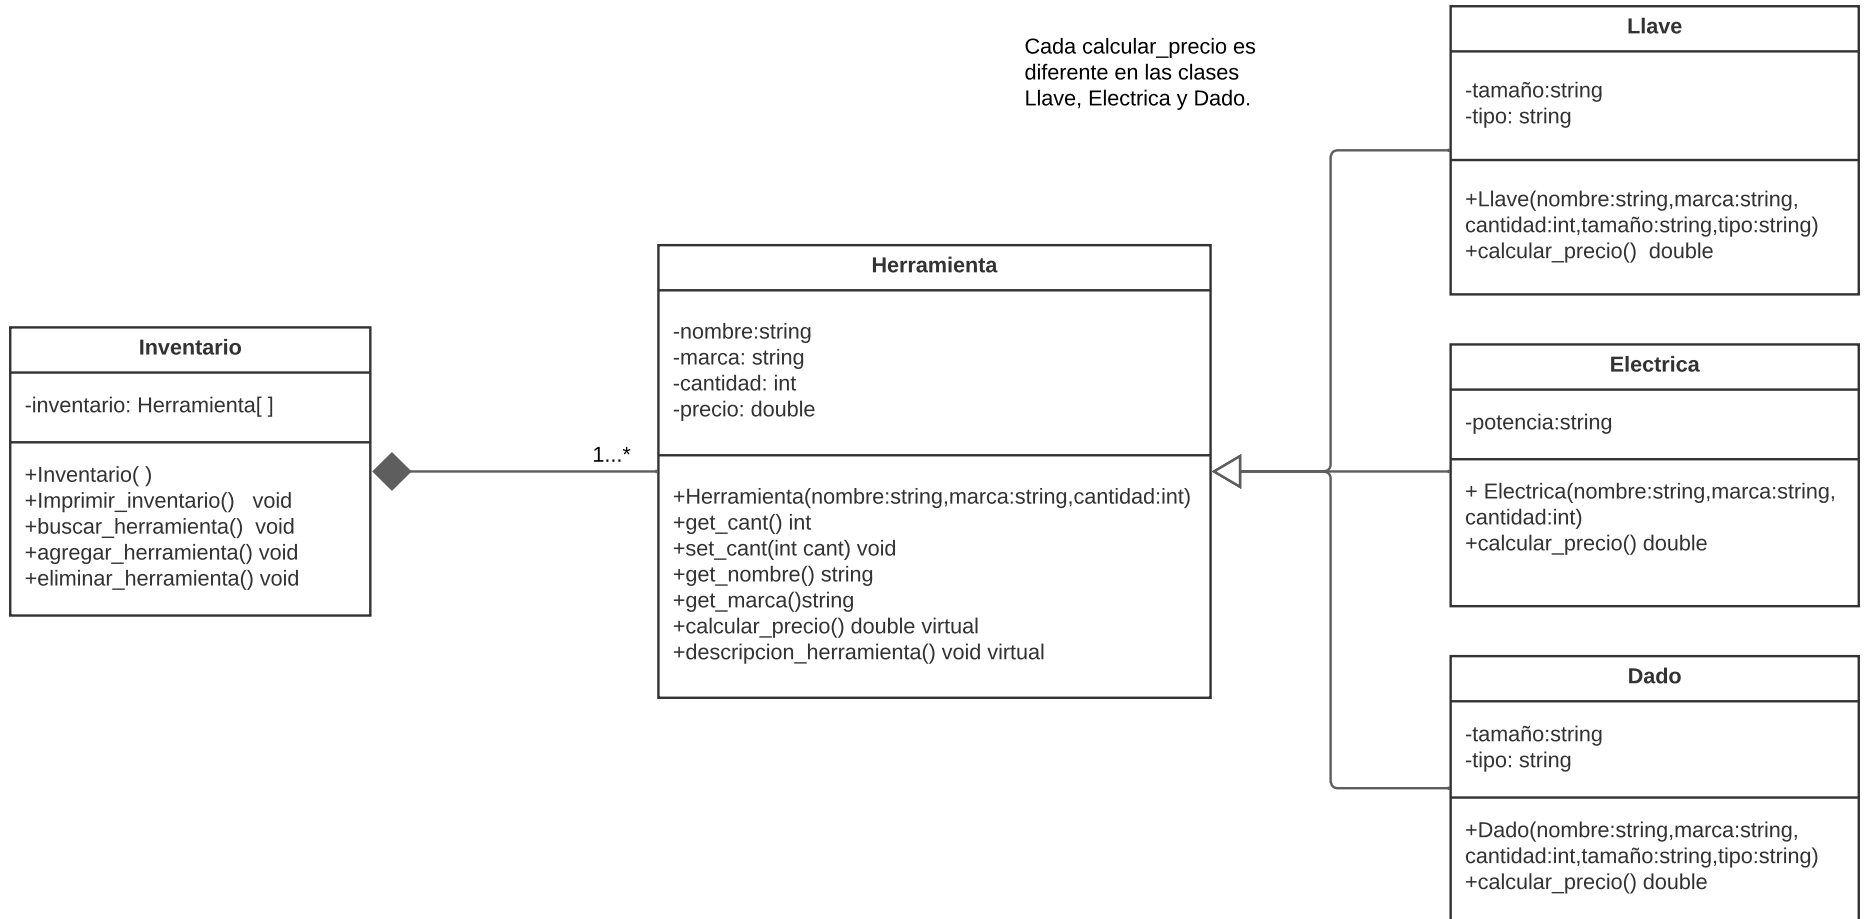 Cada calcular_precio es
diferente en las clases
Llave, Electrica y Dado.
Inventario
-inventario: Herramienta[ ]
+Inventario( )
+Imprimir_inventario()   void
+buscar_herramienta()  void
+agregar_herramienta() void
+eliminar_herramienta() void
1...*
Herramienta
-nombre:string
-marca: string
-cantidad: int
-precio: double
+Herramienta(nombre:string,marca:string,cantidad:int)
+get_cant() int
+set_cant(int cant) void
+get_nombre() string
+get_marca()string
+calcular_precio() double virtual
+descripcion_herramienta() void virtual
Llave
-tamaño:string
-tipo: string
+Llave(nombre:string,marca:string,
cantidad:int,tamaño:string,tipo:string)
+calcular_precio()  double
Electrica
-potencia:string
+ Electrica(nombre:string,marca:string,
cantidad:int)
+calcular_precio() double
Dado
-tamaño:string
-tipo: string
+Dado(nombre:string,marca:string,
cantidad:int,tamaño:string,tipo:string)
+calcular_precio() double